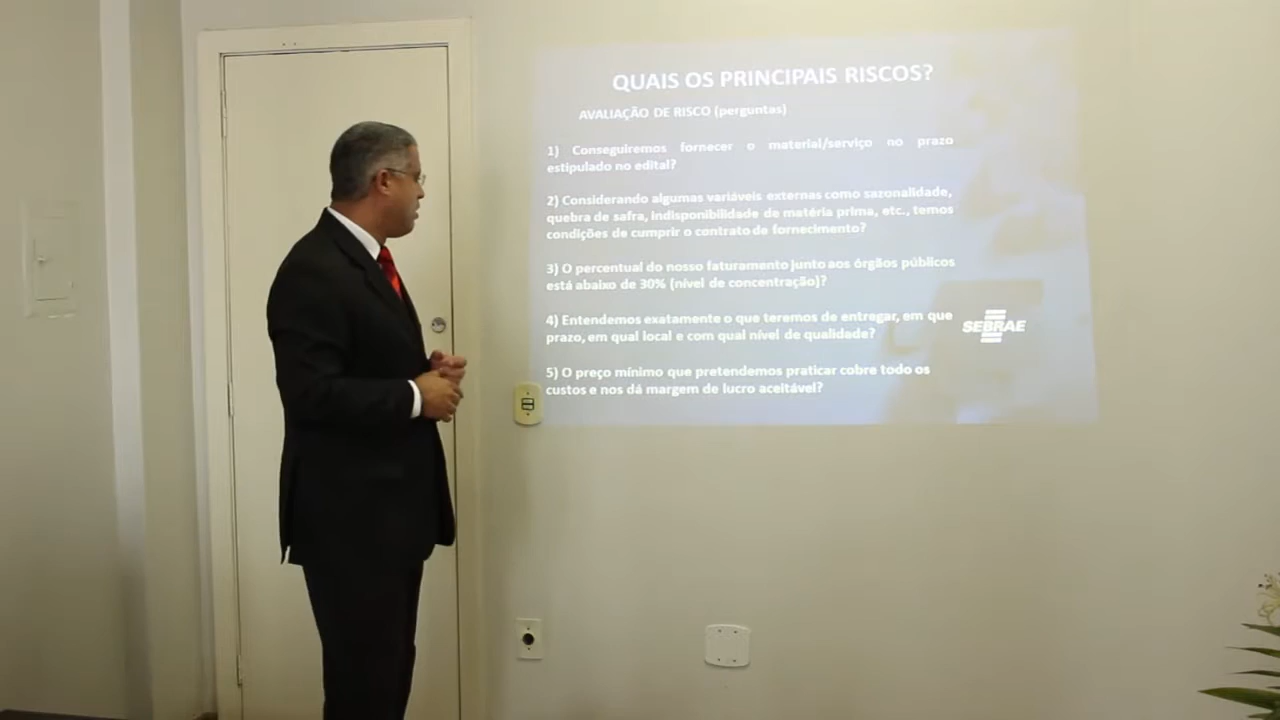 QUAIS OS PRINCIPAIS RISCOS?
AVALIAÇÃO DE RISCO (perguntas)
1) Conseguiremos fornecer o material/serviço no prazo
estipulado no edital?
2) Considerando algumas variáveis externas como sazonalidade,
quebra de safra, indisponibilidade de matéria prima, etc., temos
condições de cumprir o contrato de fornecimento?
3) O percentual do nosso faturamento junto aos órgãos públicos
está abaixo de 30% (nível de concentração)?
4) Entendemos exatamente o que teremos de entregar, em que
prazo, em qual local e com qual nível de qualidade?
SEBRAE
5) O preço mínimo que pretendemos praticar cobre todo os
custos e nos dá margem de lucro aceitável?